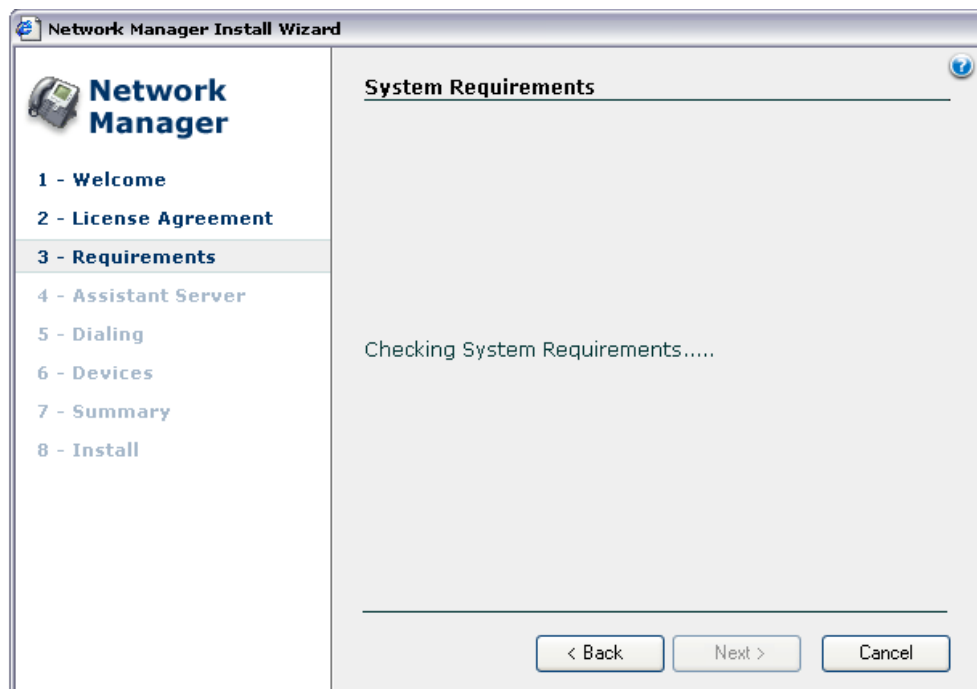 Network Manager Install Wizard
Network
Manager
1 - Welcome
2 - License Agreement
3 - Requirements
4 - Assistant Server
5 - Dialing
6 - Devices
7 - Summary
8 - Install
?
System Requirements
Checking System Requirements.....
< Back Next > Cancel